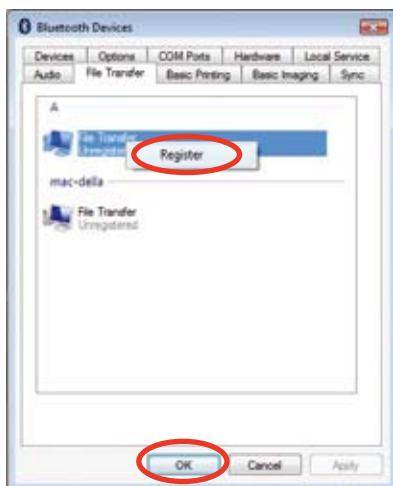 Bluetooth Devices
Devices Options COM Ports Hardware Local Service
Audio File Transfer Basic Printing Basic Imaging Sync
A
File Transfer
Unregistered
Register
mac-della
File Transfer
Unregistered
OK Cancel Apply